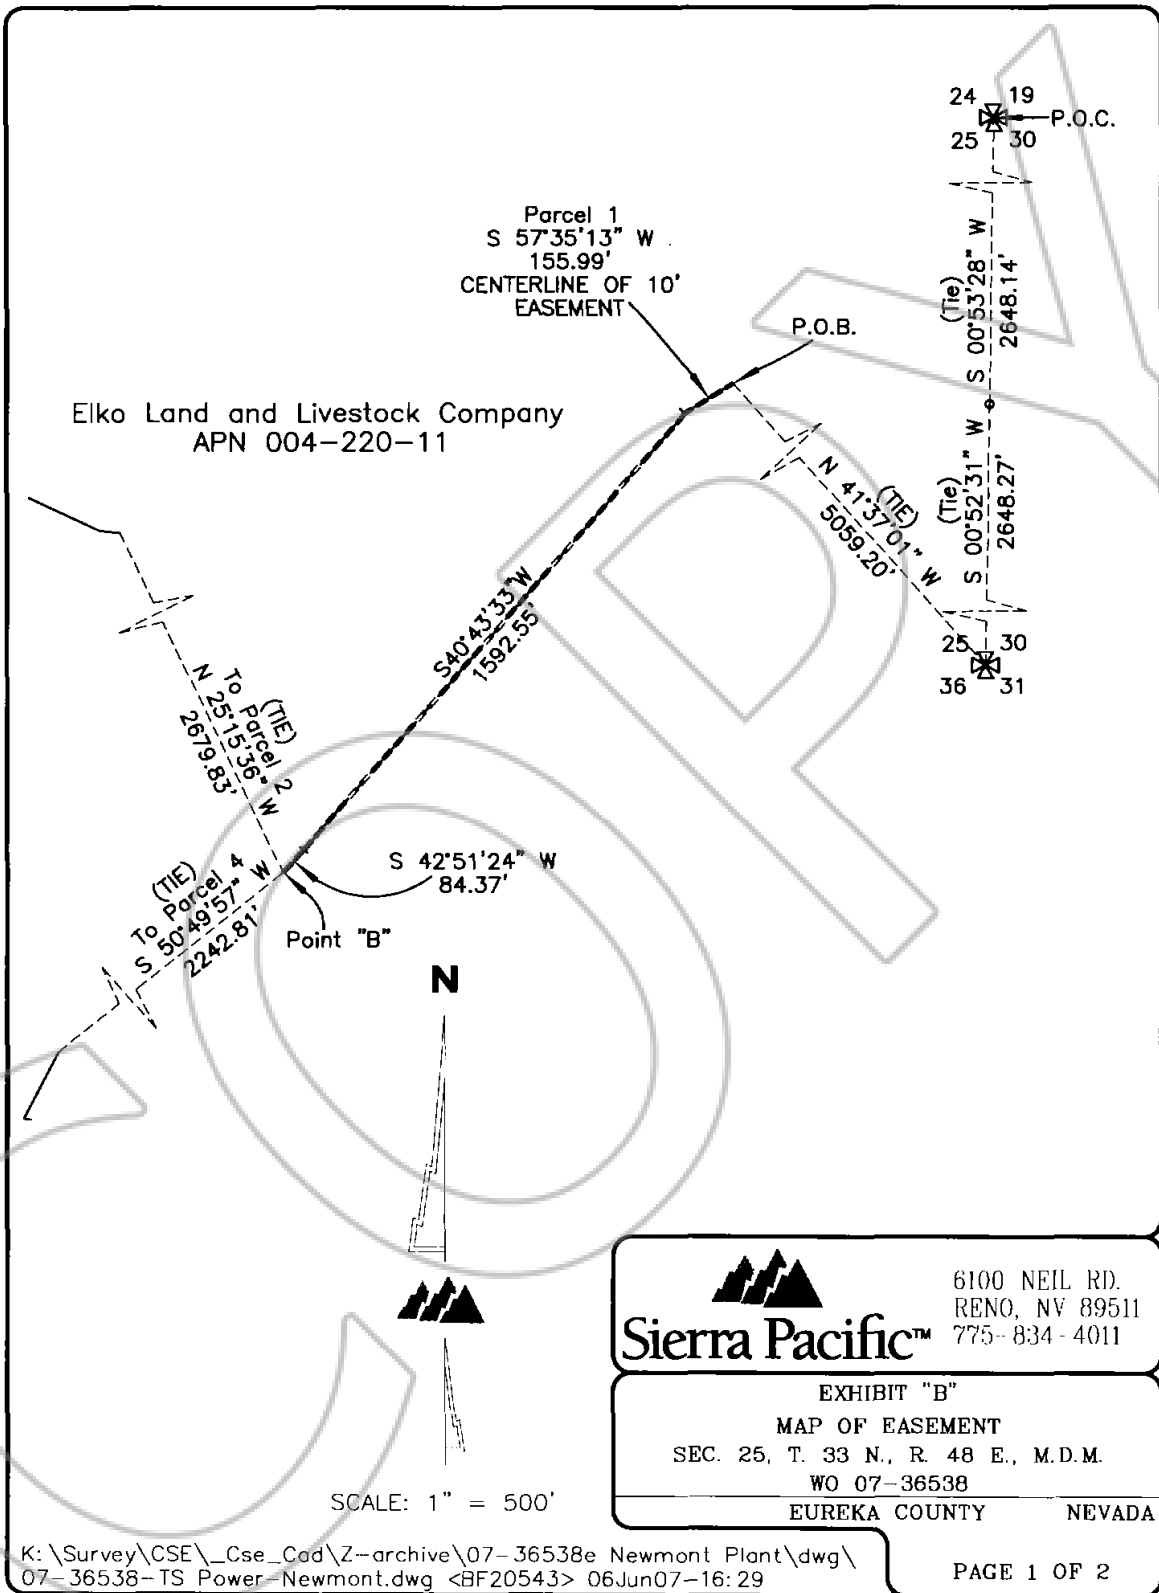 24 19
P.O.C.
25 30
Parcel 1
S 57°35'13" W
155.99'
CENTERLINE OF 10'
EASEMENT
P.O.B.
(Tie)
S 00°53'28" W
2648.14'
Elko Land and Livestock Company
APN 004-220-11
(TIE)
N 41°37'01" W
5059.20'
(Tie)
S 00°52'31" W
2648.27'
25 30
36 31
S40°43'33"W
1592.55'
(TIE)
To Parcel 2
N 25°15'36" W
2679.83'
S 42°51'24" W
84.37'
(TIE)
To Parcel 4
S 50°49'57" W
2242.81'
Point "B"
N
COPY
SCALE: 1" = 500'
Sierra Pacific™
6100 NEIL RD.
RENO, NV 89511
775-834-4011
EXHIBIT "B"
MAP OF EASEMENT
SEC. 25, T. 33 N., R. 48 E., M.D.M.
WO 07-36538
EUREKA COUNTY NEVADA
K:\Survey\CSE\_Cse_Cad\Z-archive\07-36538e Newmont Plant\dwg\
07-36538-TS Power-Newmont.dwg <BF20543> 06Jun07-16:29
PAGE 1 OF 2